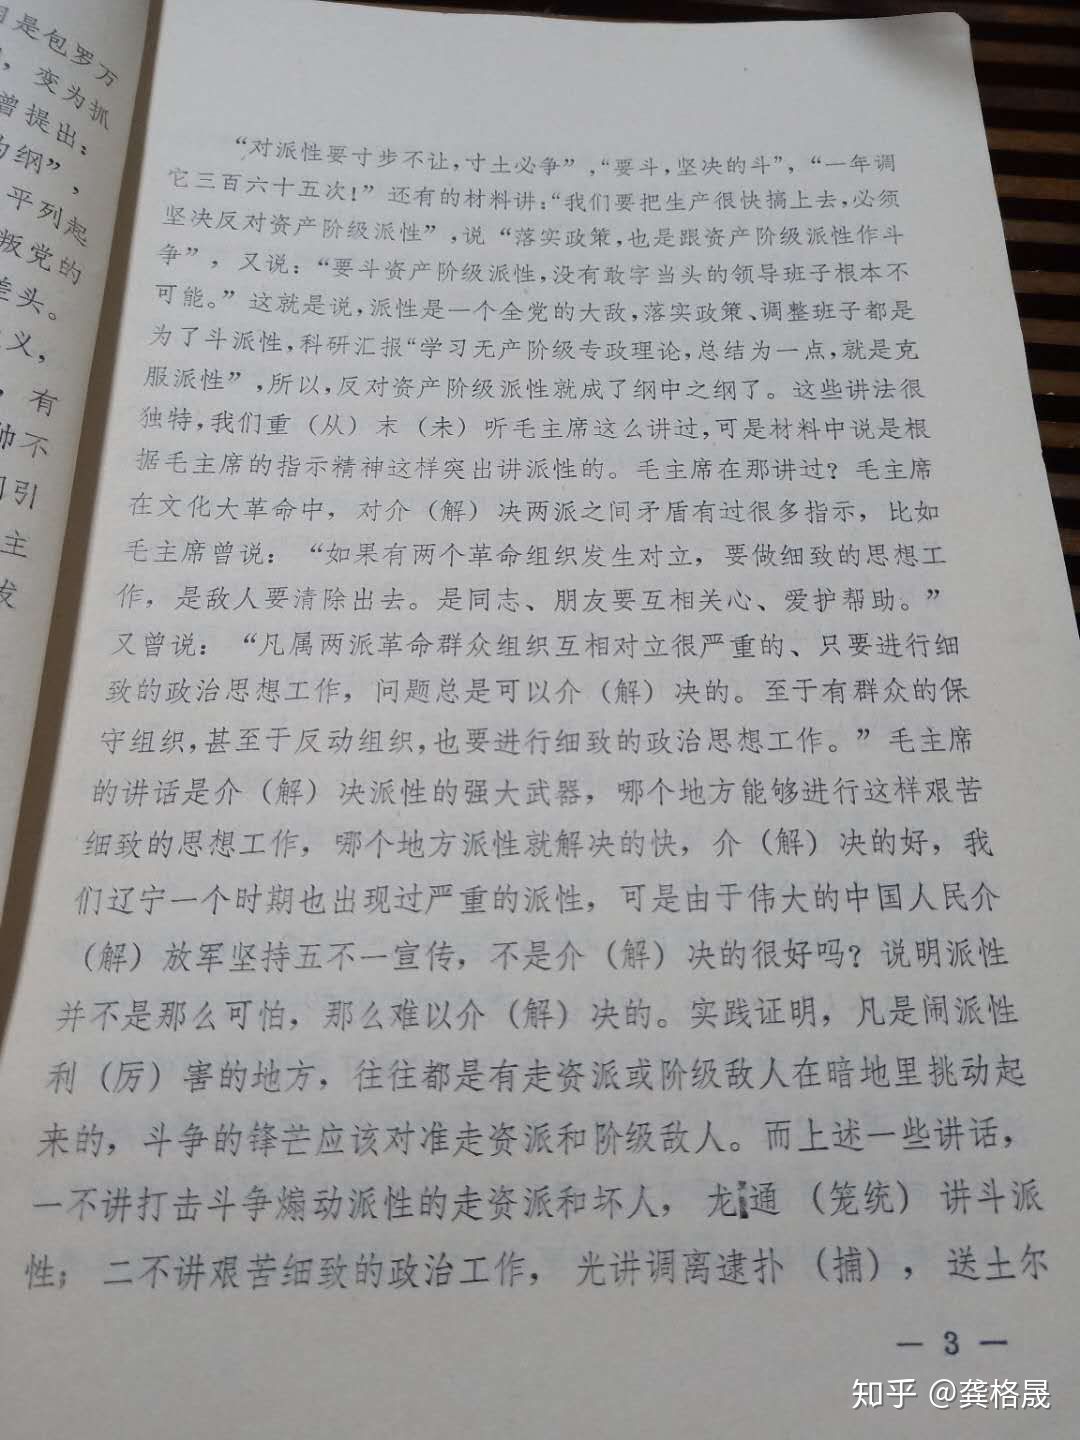 目是包罗万
，变为抓
曾提出：
为纲”，
平列起
叛党的
差头。
义，
，有
帅不
引
主
发
“对派性要寸步不让，寸土必争”，“要斗，坚决的斗”，“一年调
它三百六十五次！”还有的材料讲：“我们要把生产很快搞上去，必须
坚决反对资产阶级派性”，说“落实政策，也是跟资产阶级派性作斗
争”，又说：“要斗资产阶级派性，没有敢字当头的领导班子根本不
可能。”这就是说，派性是一个全党的大敌，落实政策、调整班子都是
为了斗派性，科研汇报“学习无产阶级专政理论，总结为一点，就是克
服派性”，所以，反对资产阶级派性就成了纲中之纲了。这些讲法很
独特，我们重（从）末（未）听毛主席这么讲过，可是材料中说是根
据毛主席的指示精神这样突出讲派性的。毛主席在那讲过？毛主席
在文化大革命中，对介（解）决两派之间矛盾有过很多指示，比如
毛主席曾说：“如果有两个革命组织发生对立，要做细致的思想工
作，是敌人要清除出去。是同志、朋友要互相关心、爱护帮助。”
又曾说：“凡属两派革命群众组织互相对立很严重的、只要进行细
致的政治思想工作，问题总是可以介（解）决的。至于有群众的保
守组织，甚至于反动组织，也要进行细致的政治思想工作。”毛主席
的讲话是介（解）决派性的强大武器，哪个地方能够进行这样艰苦
细致的思想工作，哪个地方派性就解决的快，介（解）决的好，我
们辽宁一个时期也出现过严重的派性，可是由于伟大的中国人民介
（解）放军坚持五不一宣传，不是介（解）决的很好吗？说明派性
并不是那么可怕，那么难以介（解）决的。实践证明，凡是闹派性
利（厉）害的地方，往往都是有走资派或阶级敌人在暗地里挑动起
来的，斗争的锋芒应该对准走资派和阶级敌人。而上述一些讲话，
一不讲打击斗争煽动派性的走资派和坏人，龙通（笼统）讲斗派
性；二不讲艰苦细致的政治工作，光讲调离逮扑（捕），送土尔
— 3 —
知乎 @龚格晟